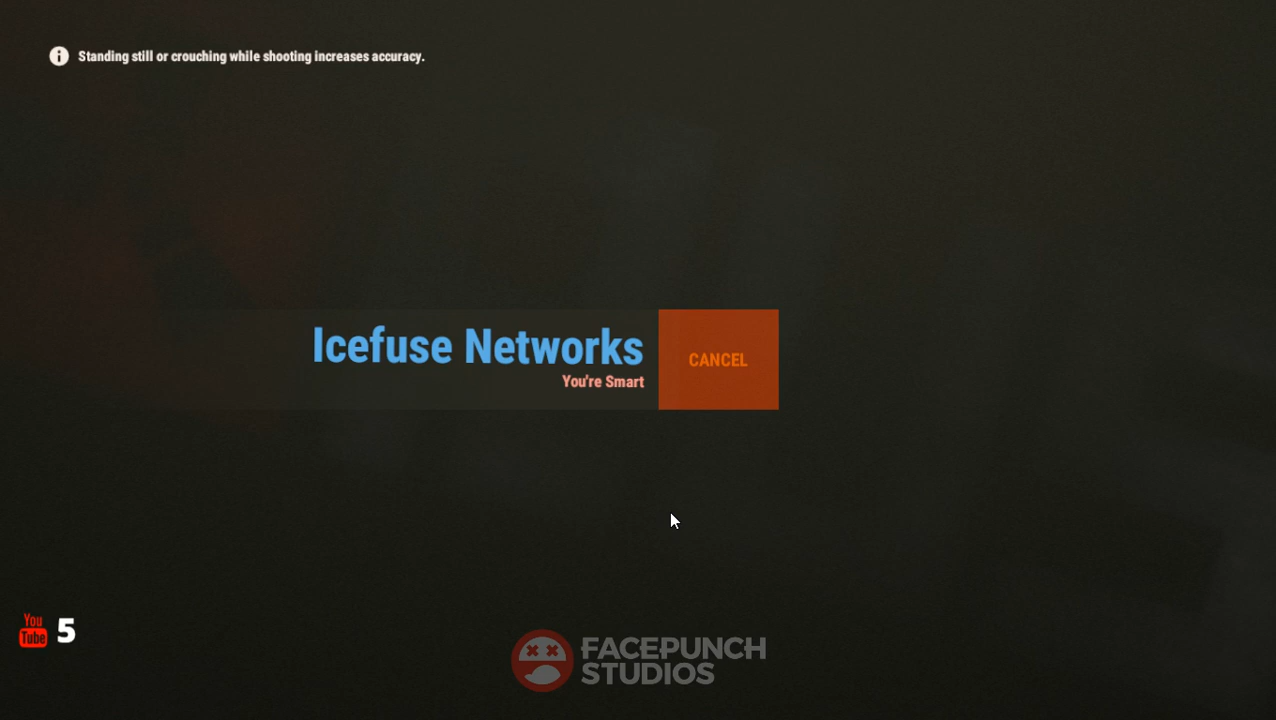 Standing still or crouching while shooting increases accuracy.
Icefuse Networks
You're Smart
CANCEL
You
Tube
5
FACEPUNCH
STUDIOS